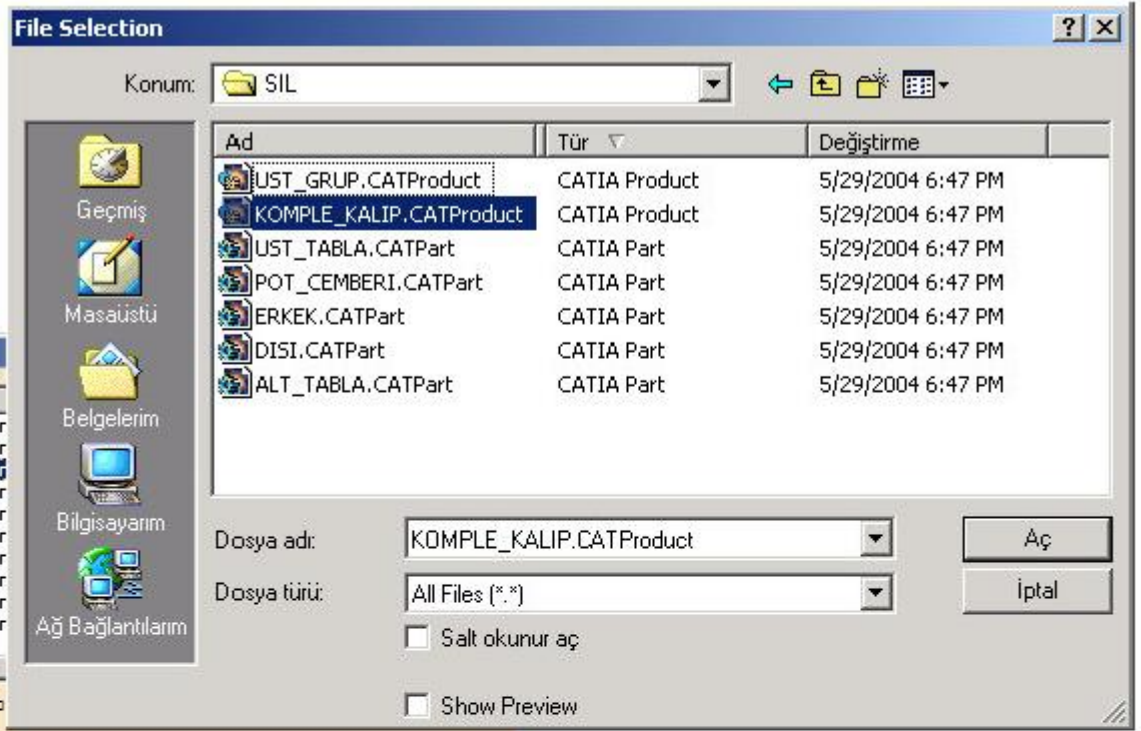 File Selection
Konum: SIL
Ad Tür Değiştirme
UST_GRUP.CATProduct CATIA Product 5/29/2004 6:47 PM
KOMPLE_KALIP.CATProduct CATIA Product 5/29/2004 6:47 PM
UST_TABLA.CATPart CATIA Part 5/29/2004 6:47 PM
POT_CEMBERI.CATPart CATIA Part 5/29/2004 6:47 PM
ERKEK.CATPart CATIA Part 5/29/2004 6:47 PM
DISI.CATPart CATIA Part 5/29/2004 6:47 PM
ALT_TABLA.CATPart CATIA Part 5/29/2004 6:47 PM
Geçmiş
Masaüstü
Belgelerim
Bilgisayarım
Ağ Bağlantılarım
Dosya adı: KOMPLE_KALIP.CATProduct Aç
Dosya türü: All Files (*.*) İptal
Salt okunur aç
Show Preview